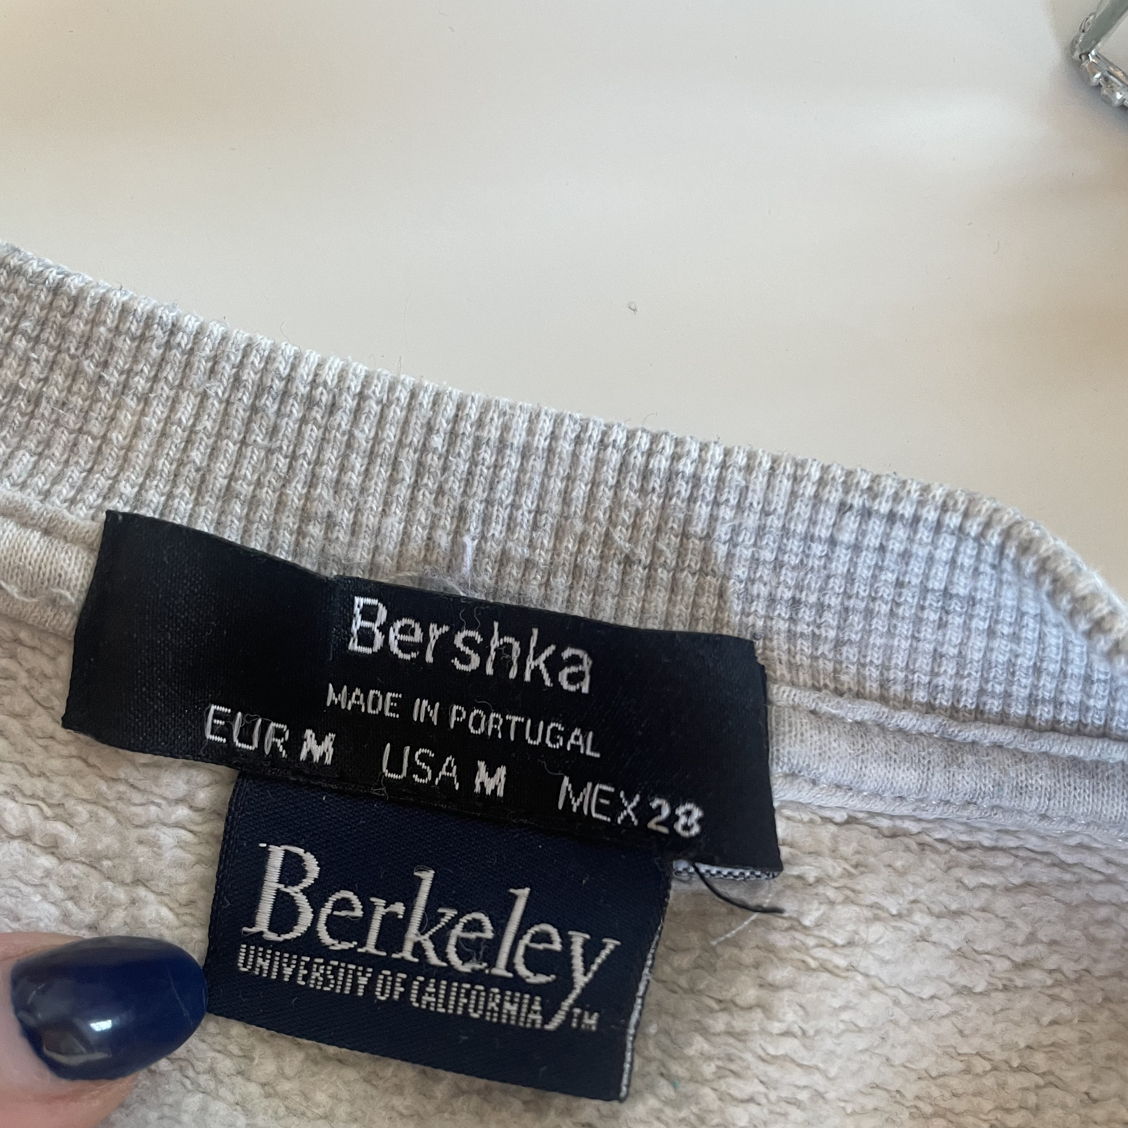 Bershka
MADE IN PORTUGAL
EUR M USA M MEX 28
Berkeley
UNIVERSITY OF CALIFORNIA TM